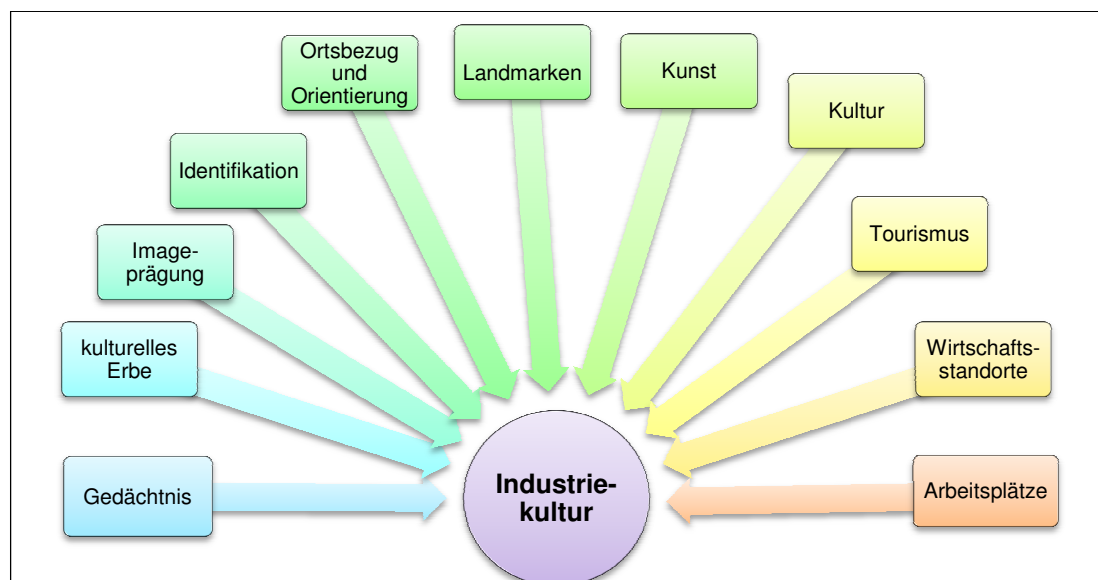 Ortsbezug
und
Orientierung
Landmarken
Kunst
Kultur
Identifikation
Tourismus
Image-
prägung
kulturelles
Erbe
Wirtschafts-
standorte
Gedächtnis
Industrie-
kultur
Arbeitsplätze